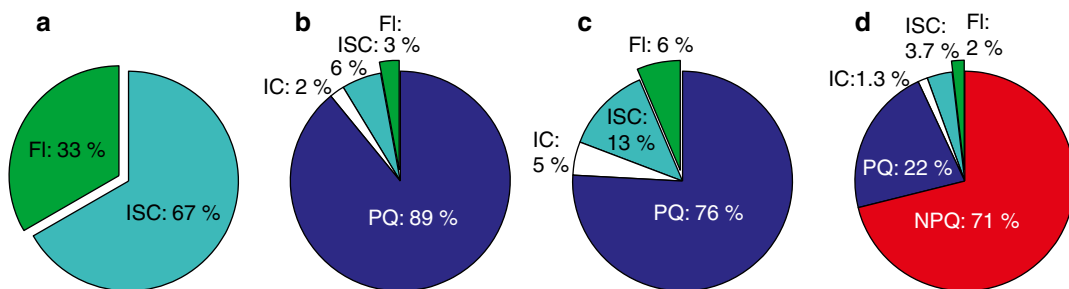 a
Fl: 33 %
ISC: 67 %
b
Fl:
ISC: 3 %
6 %
IC: 2 %
PQ: 89 %
c
Fl: 6 %
ISC:
13 %
IC:
5 %
PQ: 76 %
d
ISC:
3.7 %
Fl:
2 %
IC:1.3 %
PQ: 22 %
NPQ: 71 %